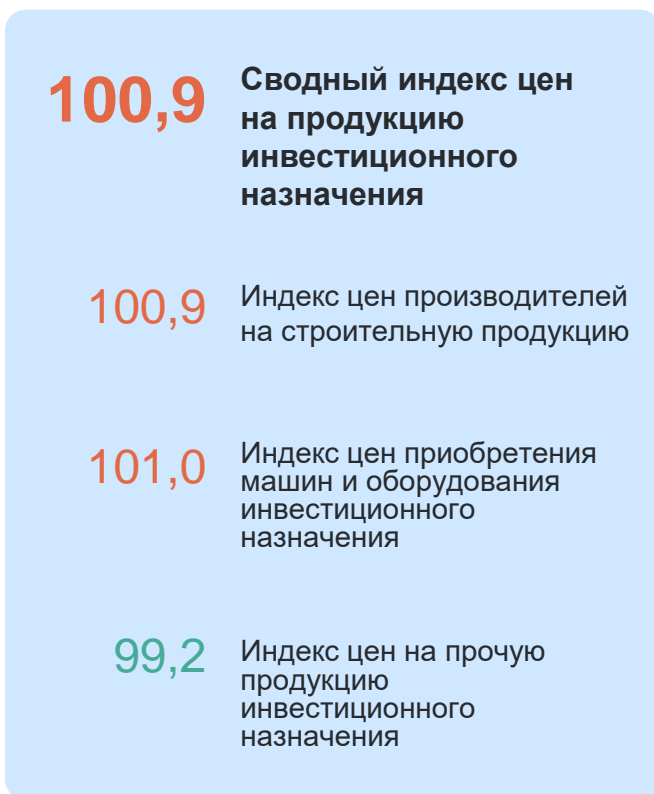 100,9
Сводный индекс цен
на продукцию
инвестиционного
назначения
100,9
Индекс цен производителей
на строительную продукцию
101,0
Индекс цен приобретения
машин и оборудования
инвестиционного
назначения
99,2
Индекс цен на прочую
продукцию
инвестиционного
назначения